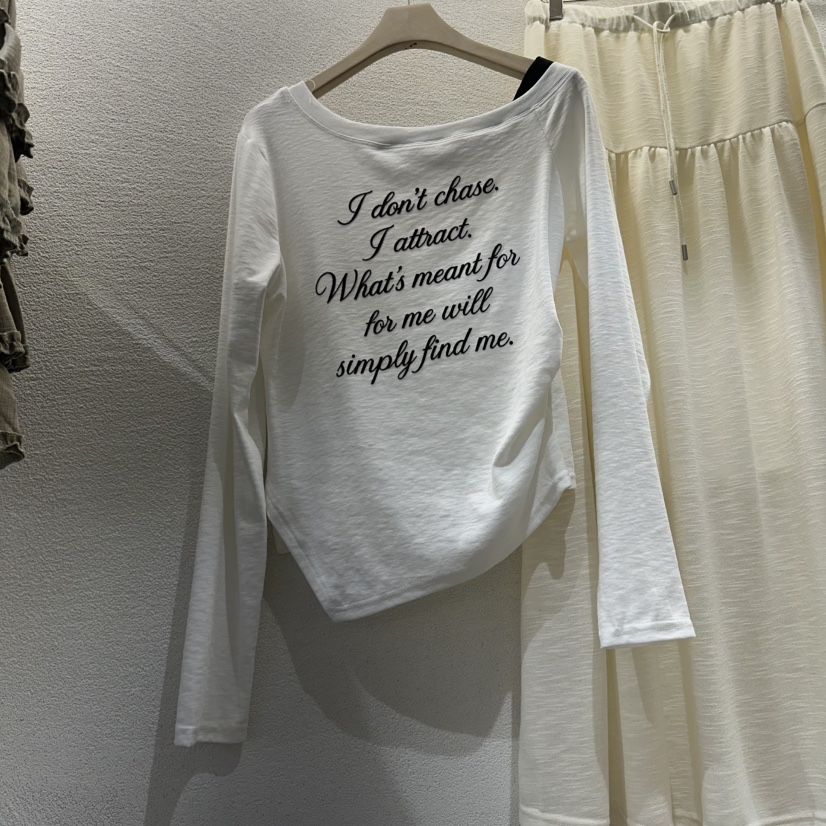 I don't chase.
I attract.
What's meant for
for me will
simply find me.